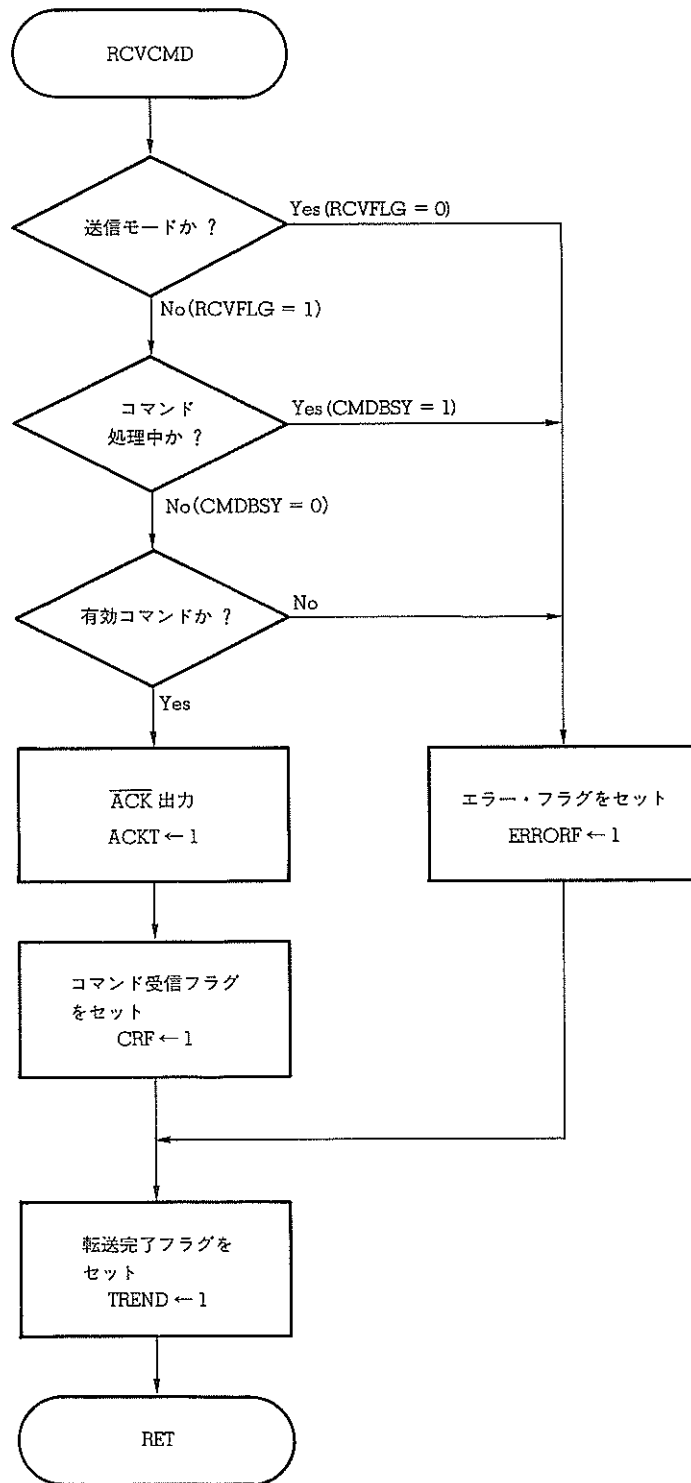 RCVCMD
送信モードか ?
Yes (RCVFLG = 0)
No (RCVFLG = 1)
コマンド
処理中か ?
Yes (CMDBSY = 1)
No (CMDBSY = 0)
有効コマンドか ?
No
Yes
A̅C̅K̅ 出力
ACKT ← 1
エラー・フラグをセット
ERRORF ← 1
コマンド受信フラグ
をセット
CRF ← 1
転送完了フラグを
セット
TREND ← 1
RET